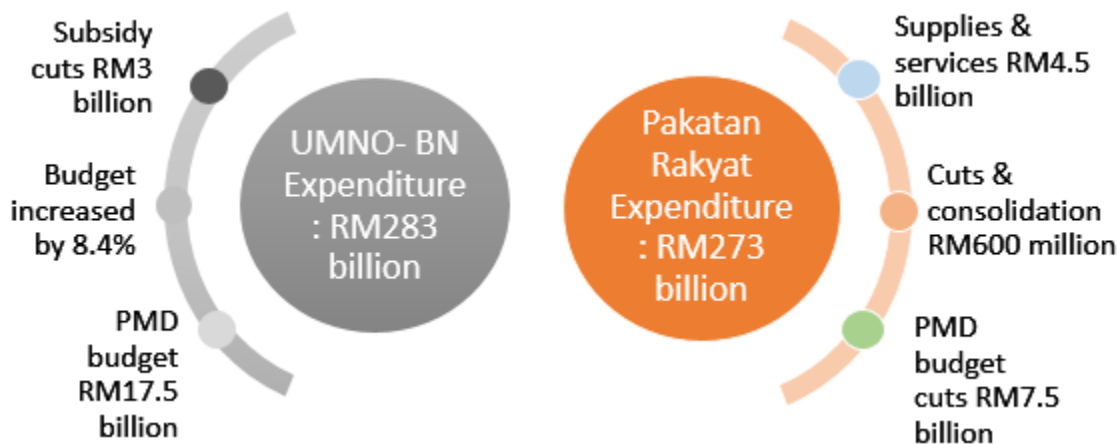 Subsidy
cuts RM3
billion
Budget
increased
by 8.4%
PMD
budget
RM17.5
billion
UMNO- BN
Expenditure
: RM283
billion
Pakatan
Rakyat
Expenditure
: RM273
billion
Supplies &
services RM4.5
billion
Cuts &
consolidation
RM600 million
PMD
budget
cuts RM7.5
billion